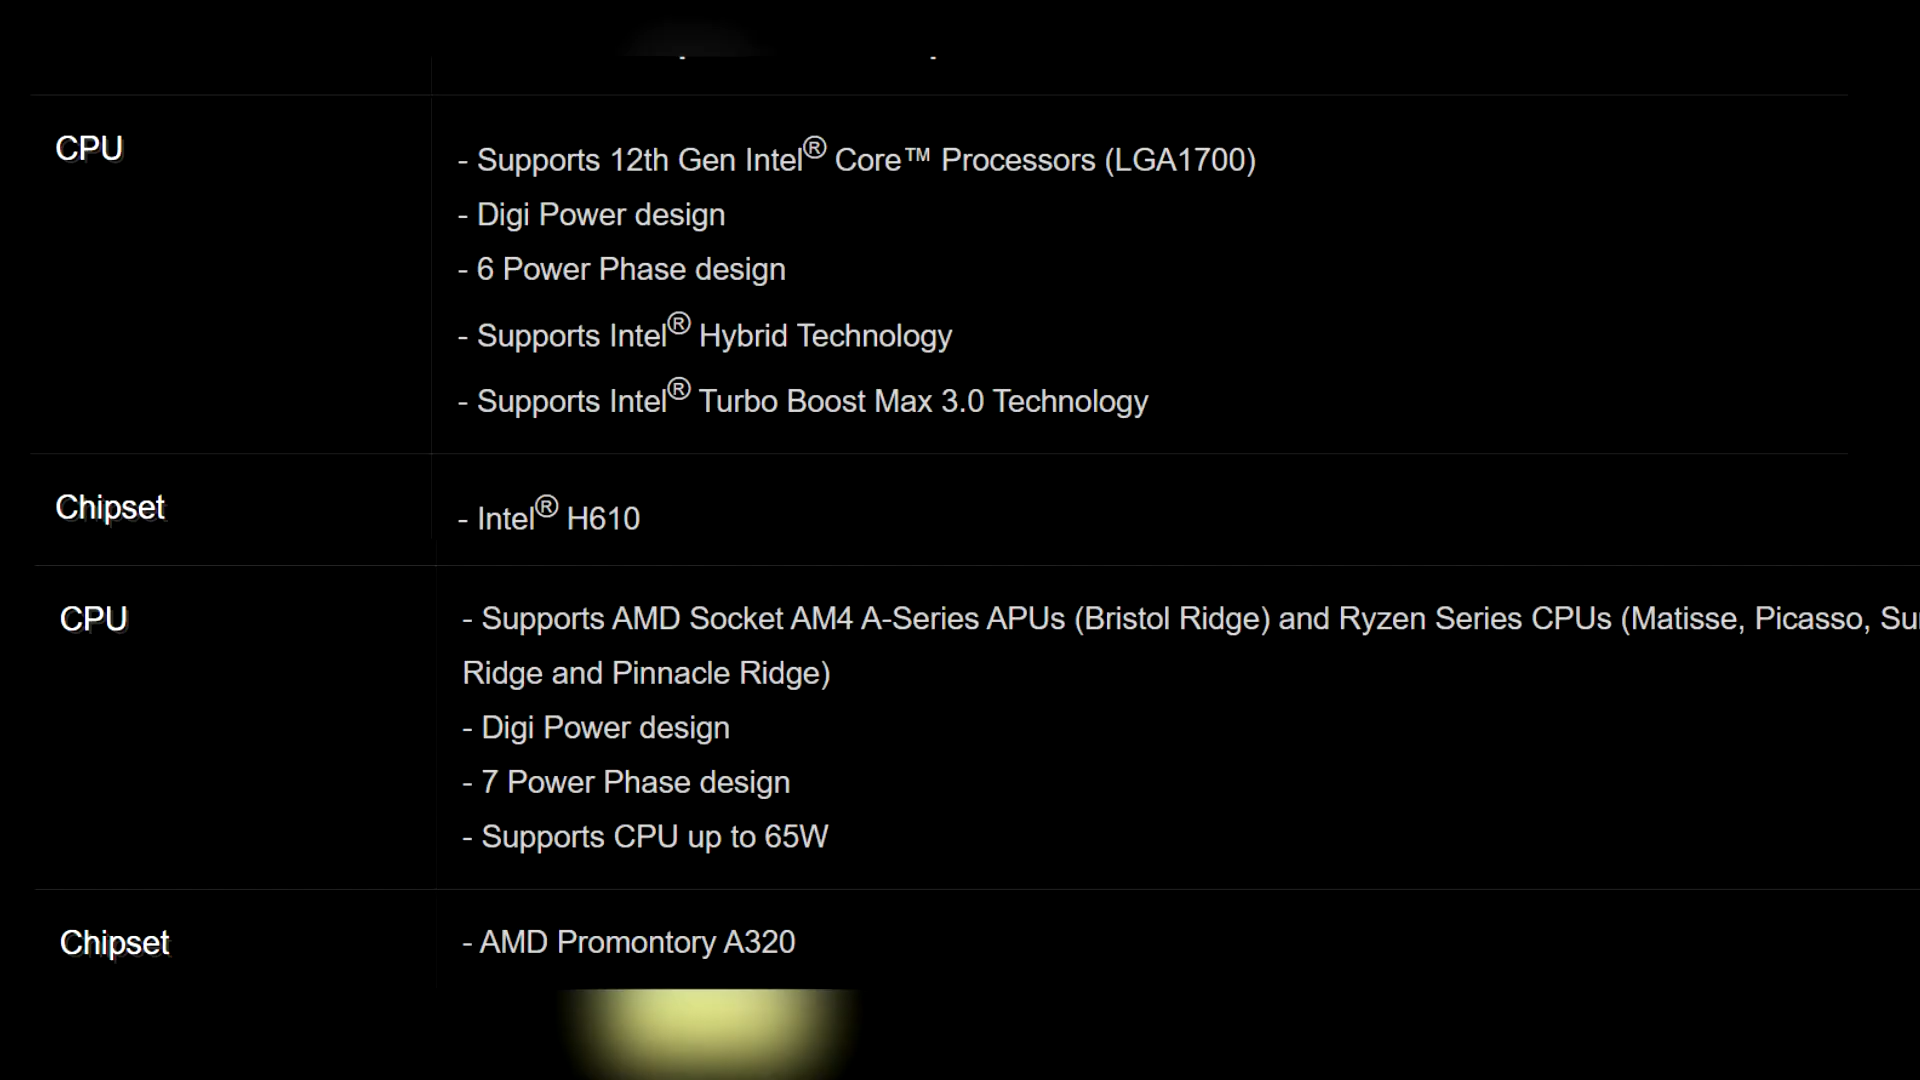 CPU
- Supports 12th Gen Intel® Core™ Processors (LGA1700)
- Digi Power design
- 6 Power Phase design
- Supports Intel® Hybrid Technology
- Supports Intel® Turbo Boost Max 3.0 Technology
Chipset
- Intel® H610
CPU
- Supports AMD Socket AM4 A-Series APUs (Bristol Ridge) and Ryzen Series CPUs (Matisse, Picasso,
Ridge and Pinnacle Ridge)
- Digi Power design
- 7 Power Phase design
- Supports CPU up to 65W
Chipset
- AMD Promontory A320